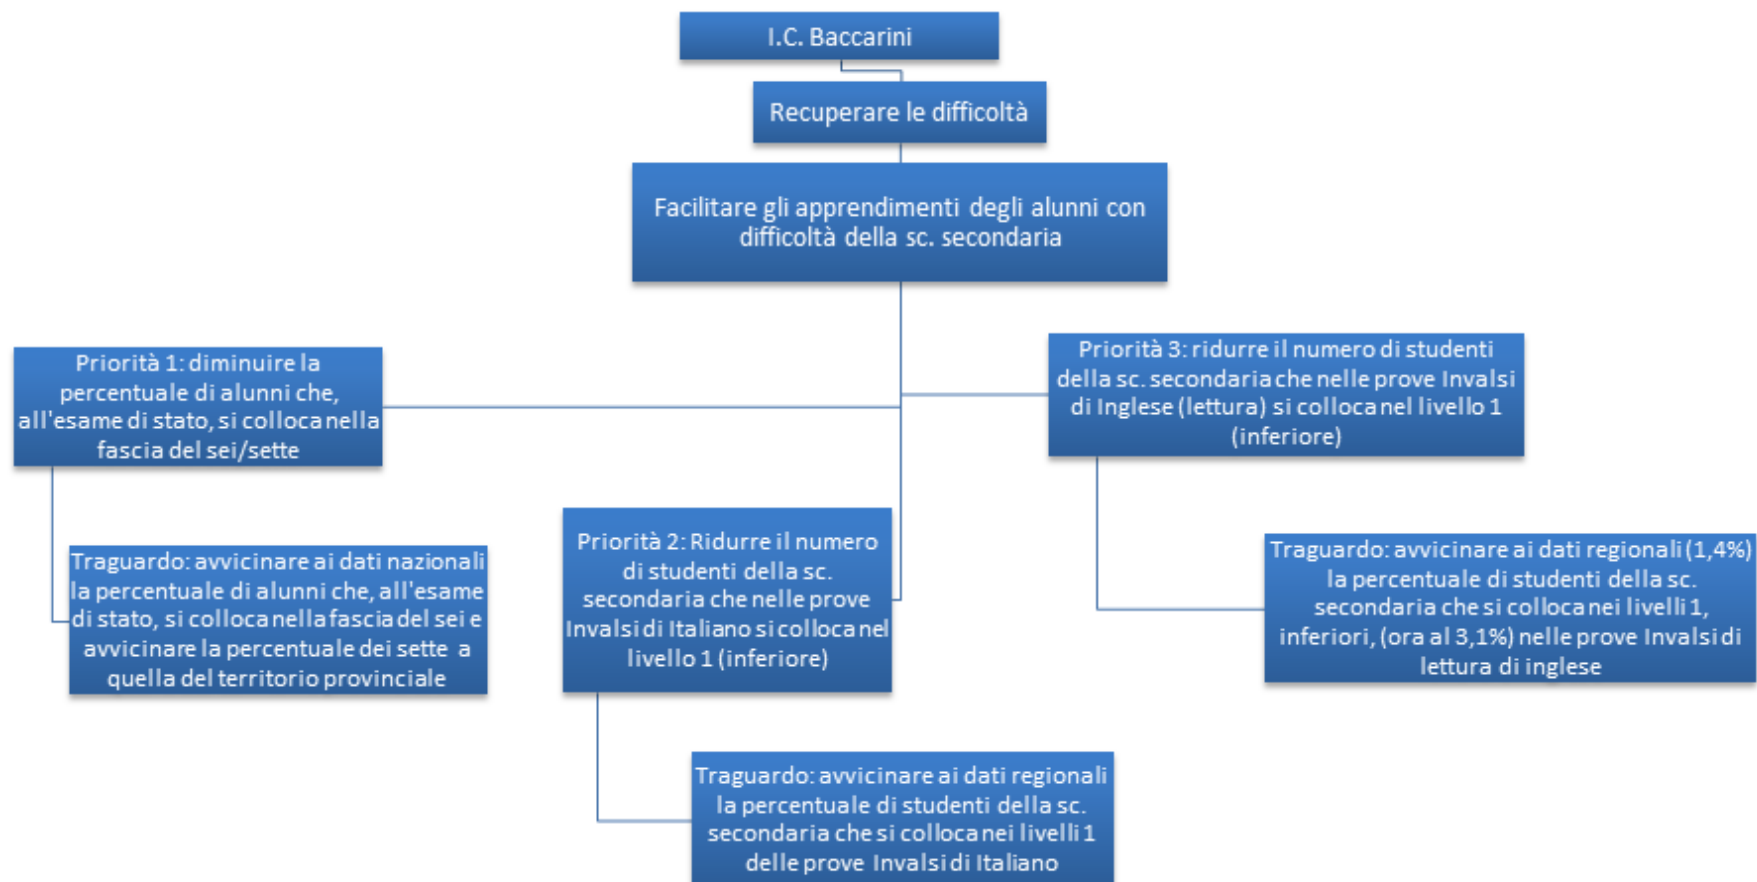 I.C. Baccarini
Recuperare le difficoltà
Facilitare gli apprendimenti degli alunni con
difficoltà della sc. secondaria
Priorità 1: diminuire la
percentuale di alunni che,
all'esame di stato, si colloca nella
fascia del sei/sette
Traguardo: avvicinare ai dati nazionali
la percentuale di alunni che, all'esame
di stato, si colloca nella fascia del sei e
avvicinare la percentuale dei sette a
quella del territorio provinciale
Priorità 2: Ridurre il numero
di studenti della sc.
secondaria che nelle prove
Invalsi di Italiano si colloca nel
livello 1 (inferiore)
Traguardo: avvicinare ai dati regionali
la percentuale di studenti della sc.
secondaria che si colloca nei livelli 1
delle prove Invalsi di Italiano
Priorità 3: ridurre il numero di studenti
della sc. secondaria che nelle prove Invalsi
di Inglese (lettura) si colloca nel livello 1
(inferiore)
Traguardo: avvicinare ai dati regionali (1,4%)
la percentuale di studenti della sc.
secondaria che si colloca nei livelli 1,
inferiori, (ora al 3,1%) nelle prove Invalsi di
lettura di inglese